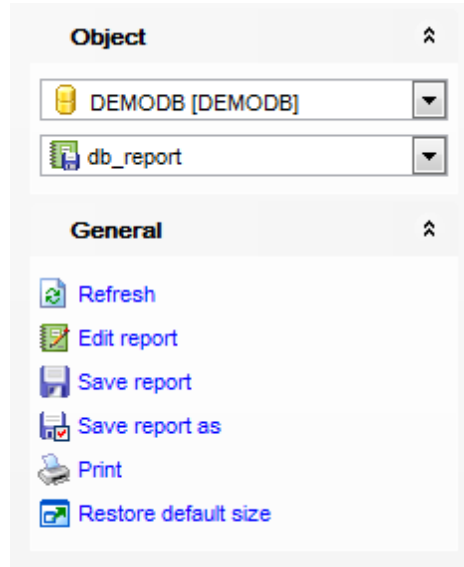 Object
DEMODB [DEMODB]
db_report
General
Refresh
Edit report
Save report
Save report as
Print
Restore default size